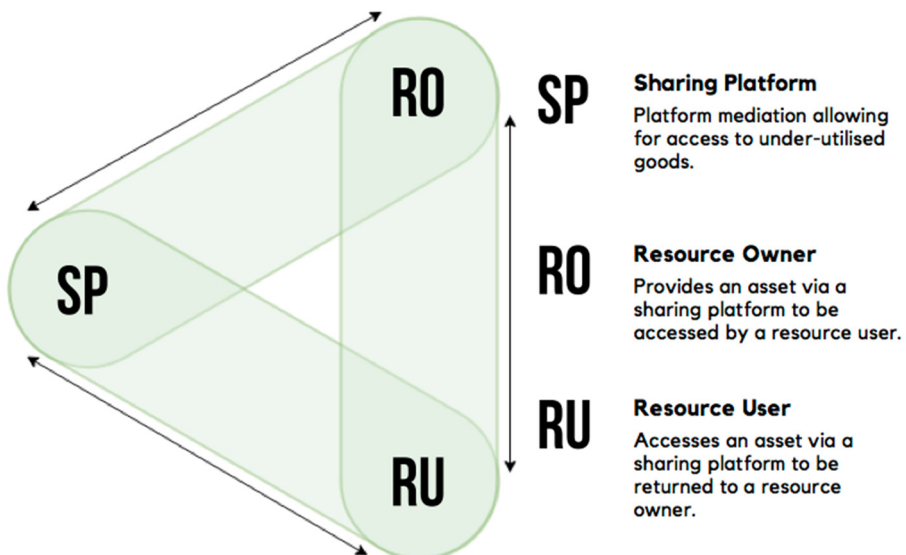 RO
SP
RU
SP
Sharing Platform
Platform mediation allowing
for access to under-utilised
goods.
RO
Resource Owner
Provides an asset via a
sharing platform to be
accessed by a resource user.
RU
Resource User
Accesses an asset via a
sharing platform to be
returned to a resource
owner.